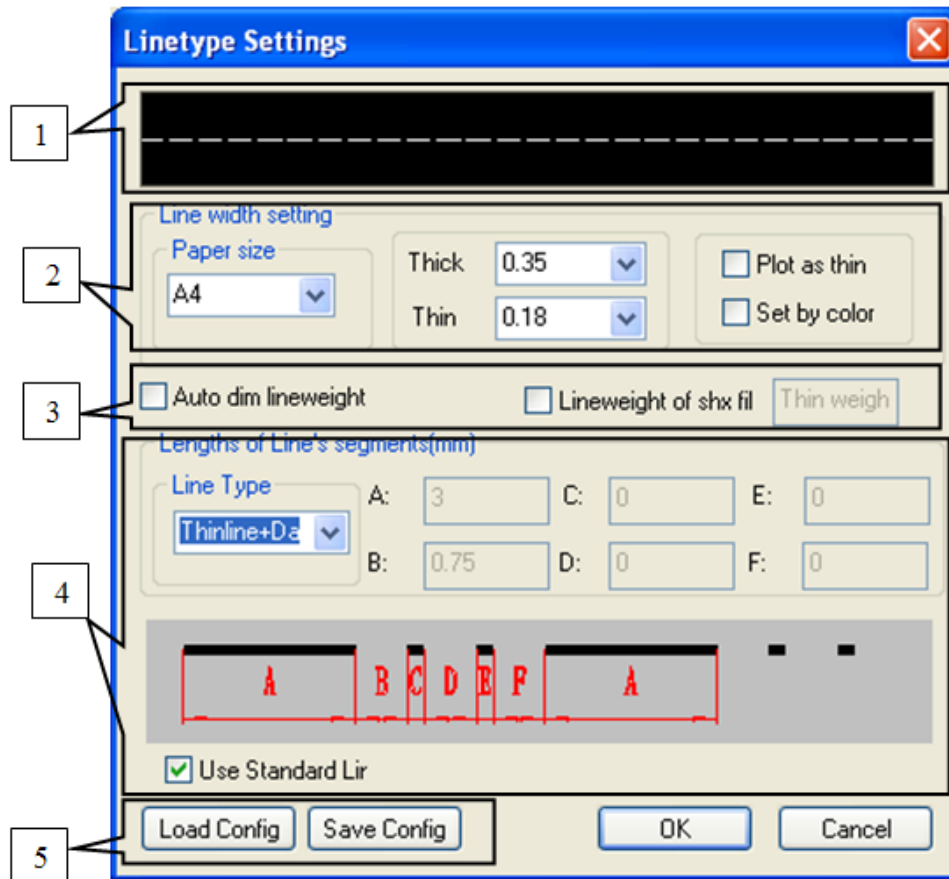 Linetype Settings
1
Line width setting
2
Paper size
A4
Thick 0.35
Thin 0.18
Plot as thin
Set by color
3
Auto dim lineweight
Lineweight of shx fil
Thin weigh
Lengths of Line's segments(mm)
Line Type
Thinline+Da
A: 3 C: 0 E: 0
B: 0.75 D: 0 F: 0
4
A B C D E F A
Use Standard Lir
5
Load Config Save Config OK Cancel